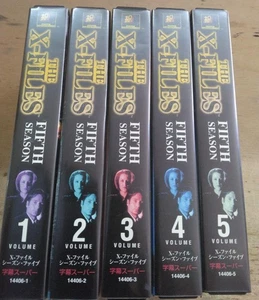 THE
X-FILES
FIFTH
SEASON
1
VOLUME
X-ファイル
シーズン・ファイブ
字幕スーパー
14406-1
THE
X-FILES
FIFTH
SEASON
2
VOLUME
X-ファイル
シーズン・ファイブ
字幕スーパー
14406-2
THE
X-FILES
FIFTH
SEASON
3
VOLUME
X-ファイル
シーズン・ファイブ
字幕スーパー
14406-3
THE
X-FILES
FIFTH
SEASON
4
VOLUME
X-ファイル
シーズン・ファイブ
字幕スーパー
14406-4
THE
X-FILES
FIFTH
SEASON
5
VOLUME
X-ファイル
シーズン・ファイブ
字幕スーパー
14406-5